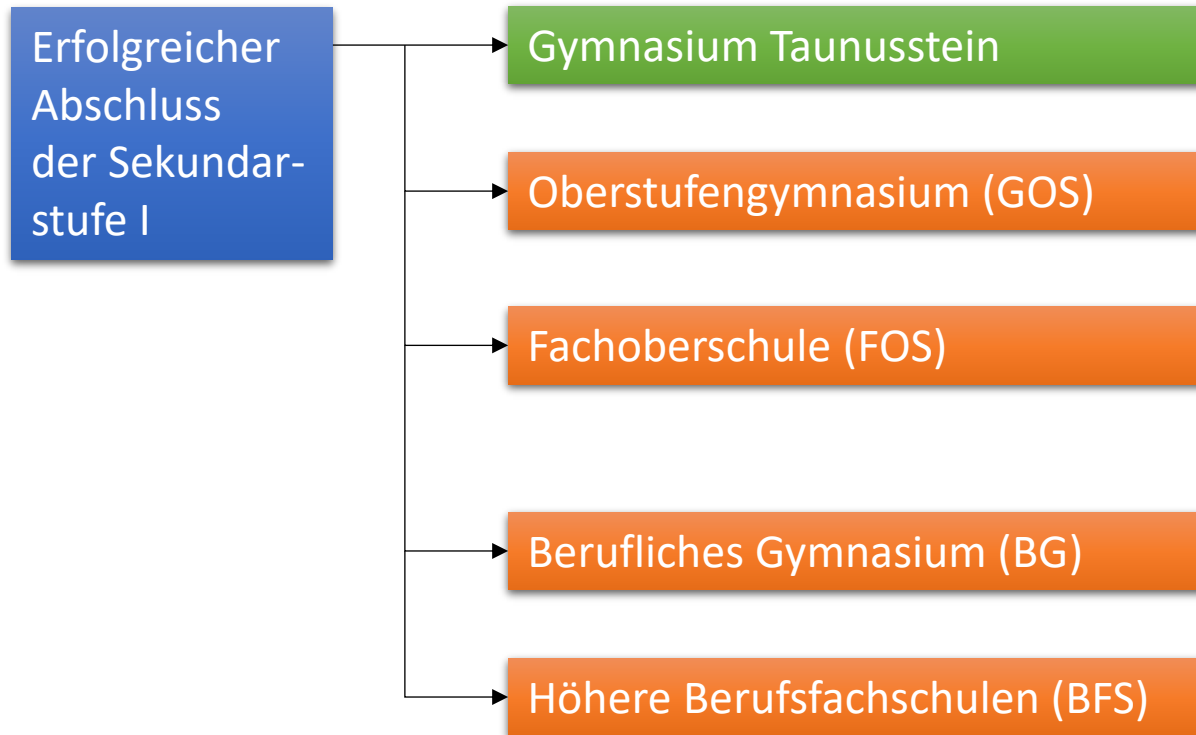 Erfolgreicher
Abschluss
der Sekundar-
stufe I
Gymnasium Taunusstein
Oberstufengymnasium (GOS)
Fachoberschule (FOS)
Berufliches Gymnasium (BG)
Höhere Berufsfachschulen (BFS)